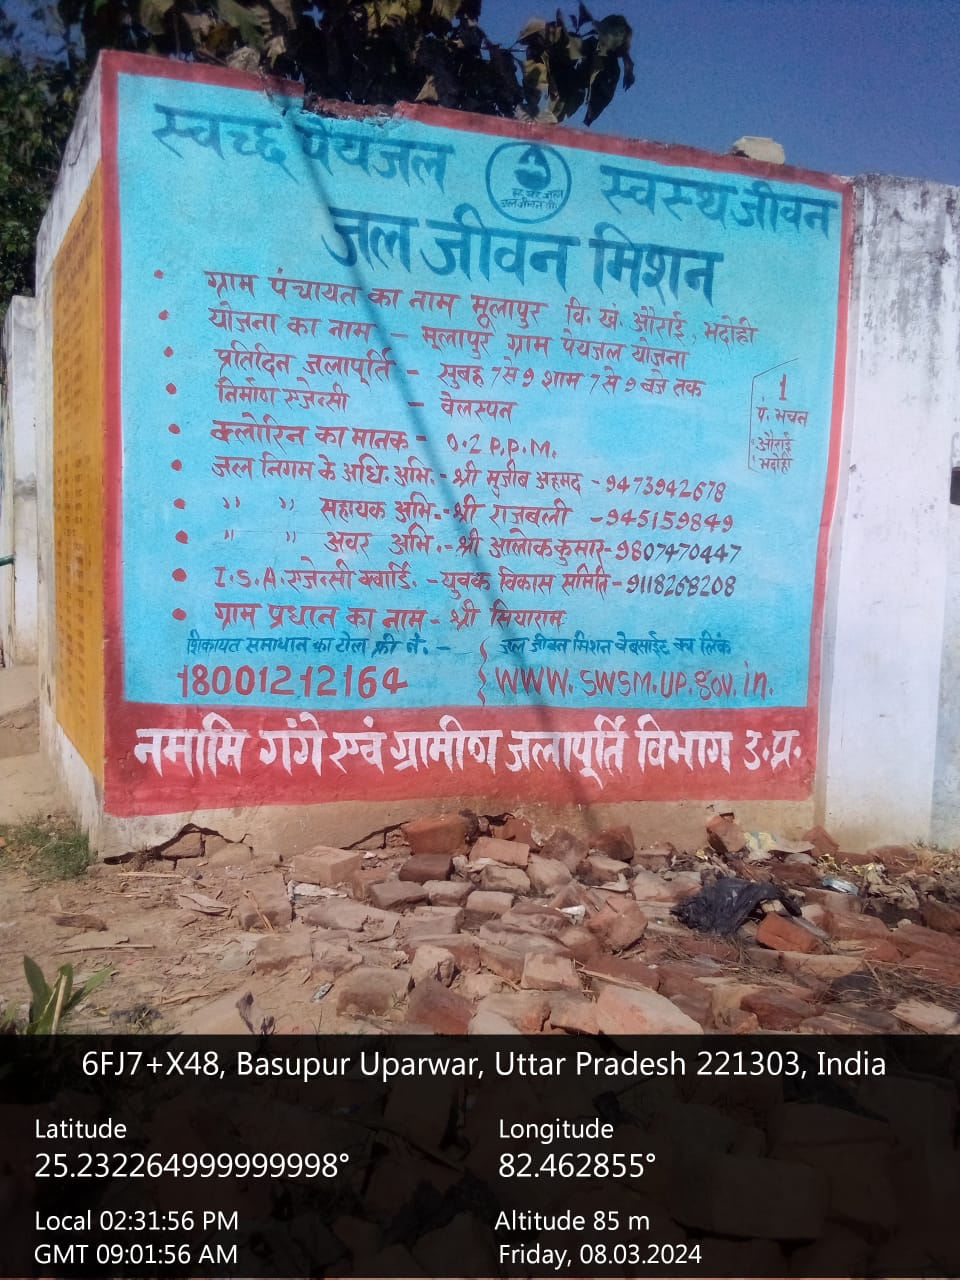 स्वच्छ पेयजल स्वस्थ जीवन
हर घर जल
जल जीवन मिशन
• ग्राम पंचायत का नाम मूलापुर वि. खं. औराई, भदोही
• योजना का नाम – मूलापुर ग्राम पेयजल योजना
• प्रतिदिन जलापूर्ति – सुबह 7 से 9 शाम 7 से 9 बजे तक
• निर्माण एजेन्सी – वेलस्पन
• क्लोरिन का मानक – 0.2 P.P.M.
• जल निगम के अधि. अभि. – श्री मुजीब अहमद – 9473942678
• ,, ,, सहायक अभि. – श्री राजबली – 945159849
• ,, ,, अवर अभि. – श्री आलोक कुमार – 9807470447
• I.S.A. एजेन्सी क्वार्डि. – युवक विकास समिति – 9118268208
• ग्राम प्रधान का नाम – श्री सियाराम
1
पं. भवन
औराई
भदोही
शिकायत समाधान का टोल फ्री नं. –
18001212164
जल जीवन मिशन वेबसाईट का लिंक
WWW.SWSM.UP.gov.in.
नमामि गंगे एवं ग्रामीण जलापूर्ति विभाग उ.प्र.
6FJ7+X48, Basupur Uparwar, Uttar Pradesh 221303, India
Latitude
25.232264999999998°
Longitude
82.462855°
Local 02:31:56 PM
GMT 09:01:56 AM
Altitude 85 m
Friday, 08.03.2024